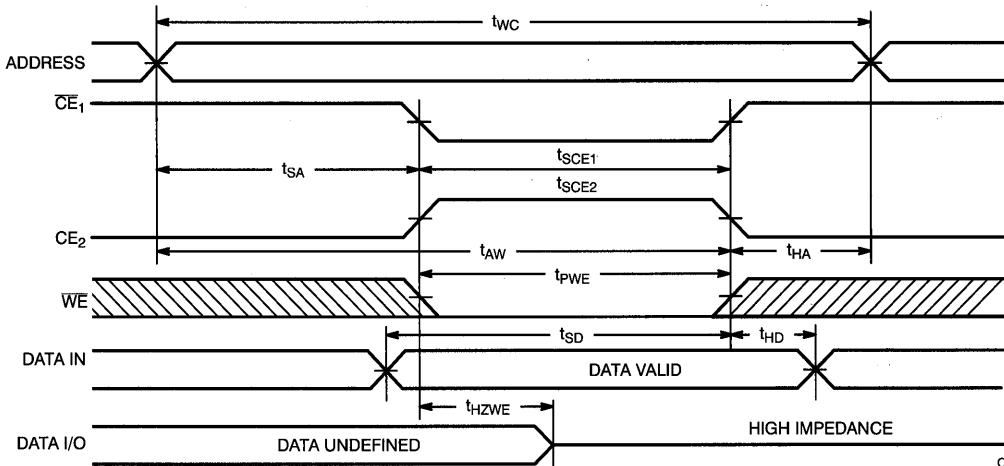 tWC
ADDRESS
CE1
tSA
tSCE1
tSCE2
CE2
tAW
tHA
tPWE
WE
tSD
tHD
DATA IN
DATA VALID
tHZWE
DATA I/O
DATA UNDEFINED
HIGH IMPEDANCE